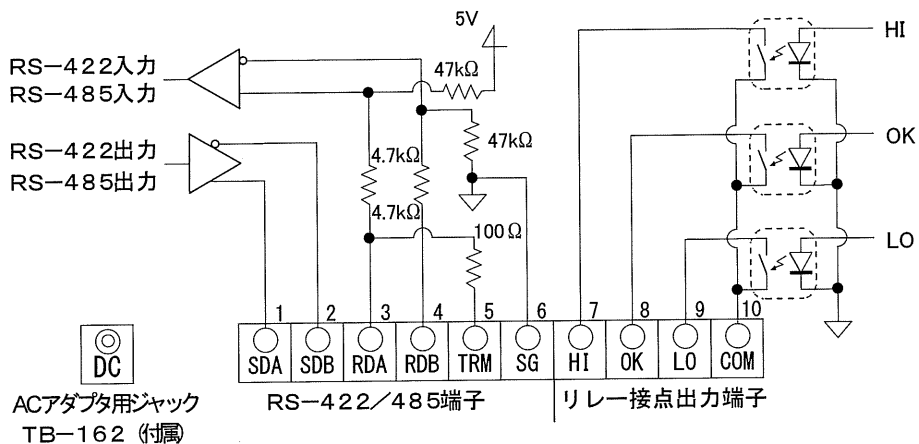 5V
HI
RS-422入力
RS-485入力
47kΩ
RS-422出力
RS-485出力
4.7kΩ
47kΩ
OK
4.7kΩ
100Ω
LO
1 2 3 4 5 6 7 8 9 10
SDA SDB RDA RDB TRM SG HI OK LO COM
DC
ACアダプタ用ジャック
TB-162 (付属)
RS-422/485端子
リレー接点出力端子